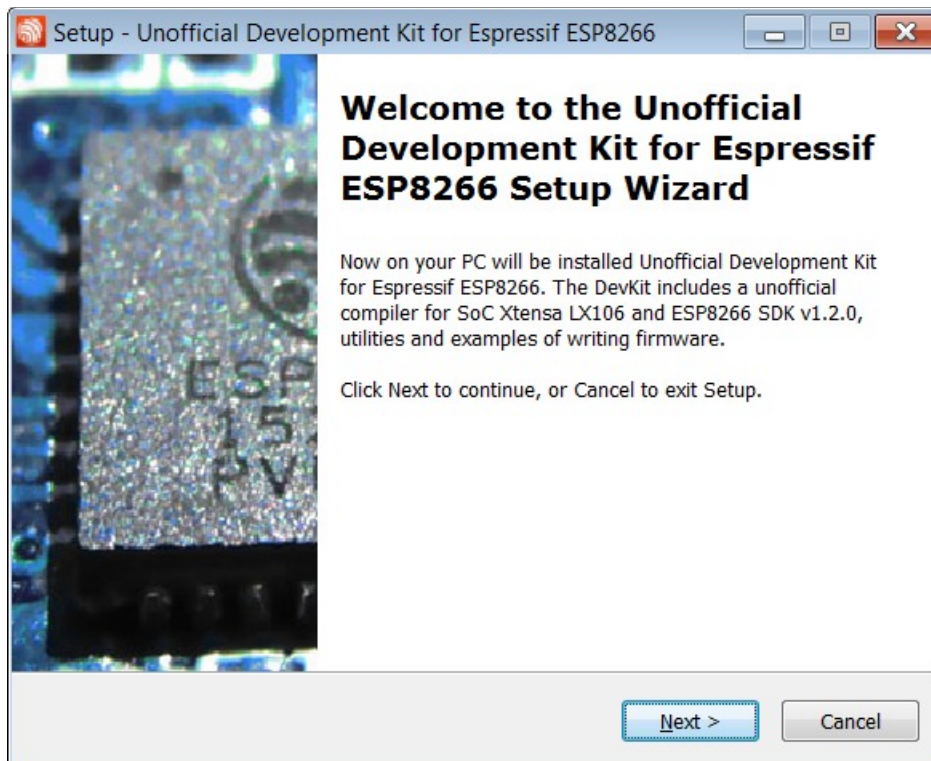 Setup - Unofficial Development Kit for Espressif ESP8266
Welcome to the Unofficial
Development Kit for Espressif
ESP8266 Setup Wizard
Now on your PC will be installed Unofficial Development Kit
for Espressif ESP8266. The DevKit includes a unofficial
compiler for SoC Xtensa LX106 and ESP8266 SDK v1.2.0,
utilities and examples of writing firmware.
Click Next to continue, or Cancel to exit Setup.
ESP
15
PV
Next >
Cancel